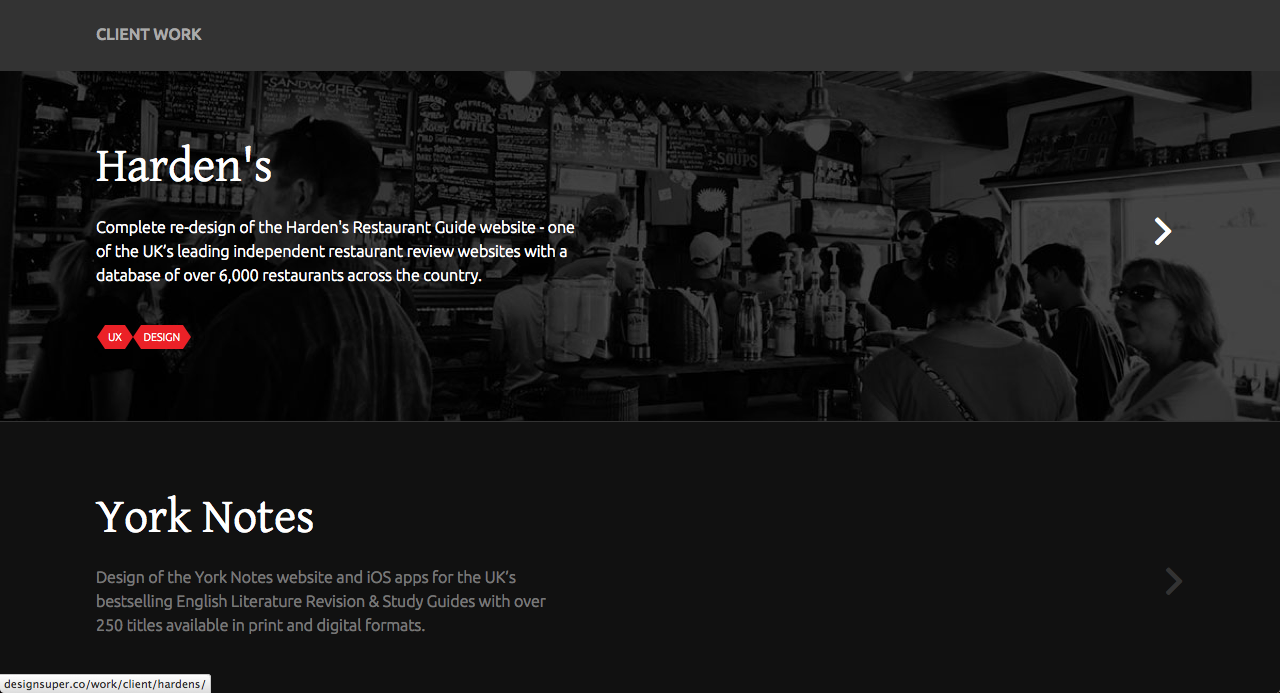 CLIENT WORK
SANDWICHES
ROASTED
COFFEES
SOUPS
Harden's
Complete re-design of the Harden's Restaurant Guide website - one
of the UK’s leading independent restaurant review websites with a
database of over 6,000 restaurants across the country.
UX DESIGN
York Notes
Design of the York Notes website and iOS apps for the UK’s
bestselling English Literature Revision & Study Guides with over
250 titles available in print and digital formats.
designsuper.co/work/client/hardens/